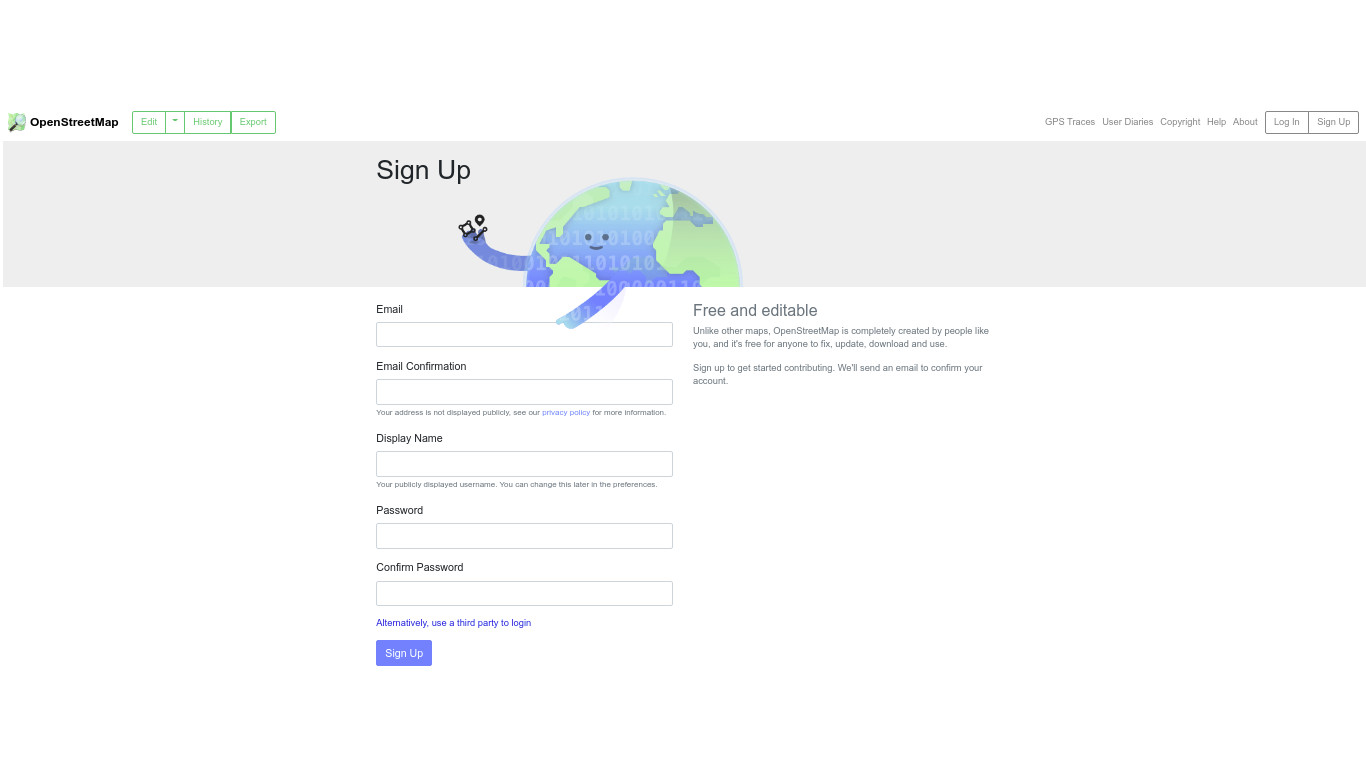 OpenStreetMap Edit History Export GPS Traces User Diaries Copyright Help About Log In Sign Up
Sign Up
Email
Email Confirmation
Your address is not displayed publicly, see our privacy policy for more information.
Display Name
Your publicly displayed username. You can change this later in the preferences.
Password
Confirm Password
Alternatively, use a third party to login
Sign Up
Free and editable
Unlike other maps, OpenStreetMap is completely created by people like
you, and it's free for anyone to fix, update, download and use.
Sign up to get started contributing. We'll send an email to confirm your
account.